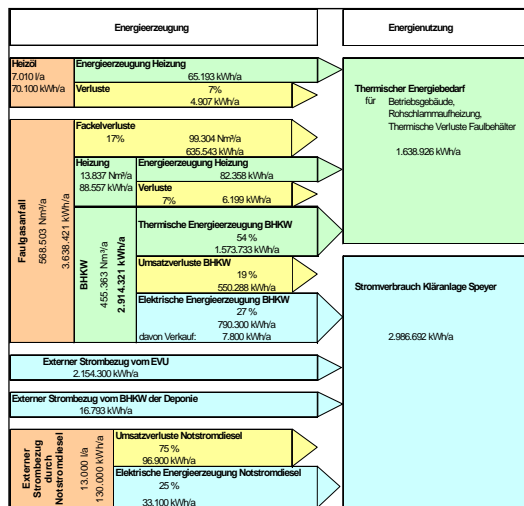 Energieerzeugung
Energienutzung
Heizöl
7.010 l/a
70.100 kWh/a
Energieerzeugung Heizung
65.193 kWh/a
Verluste
7%
4.907 kWh/a
Thermischer Energiebedarf
für Betriebsgebäude,
Rohschlammaufheizung,
Thermische Verluste Faulbehälter
1.638.926 kWh/a
Faulgasanfall
568.503 Nm³/a
3.638.421 kWh/a
Fackelverluste
17% 99.304 Nm³/a
635.543 kWh/a
Heizung
13.837 Nm³/a
88.557 kWh/a
Energieerzeugung Heizung
82.358 kWh/a
Verluste
7% 6.199 kWh/a
BHKW
455.363 Nm³/a
2.914.321 kWh/a
Thermische Energieerzeugung BHKW
54 %
1.573.733 kWh/a
Umsatzverluste BHKW
19 %
550.288 kWh/a
Elektrische Energieerzeugung BHKW
27 %
790.300 kWh/a
davon Verkauf: 7.800 kWh/a
Stromverbrauch Kläranlage Speyer
2.986.692 kWh/a
Externer Strombezug vom EVU
2.154.300 kWh/a
Externer Strombezug vom BHKW der Deponie
16.793 kWh/a
Externer
Strombezug
durch
Notstromdiesel
13.000 l/a
130.000 kWh/a
Umsatzverluste Notstromdiesel
75 %
96.900 kWh/a
Elektrische Energieerzeugung Notstromdiesel
25 %
33.100 kWh/a